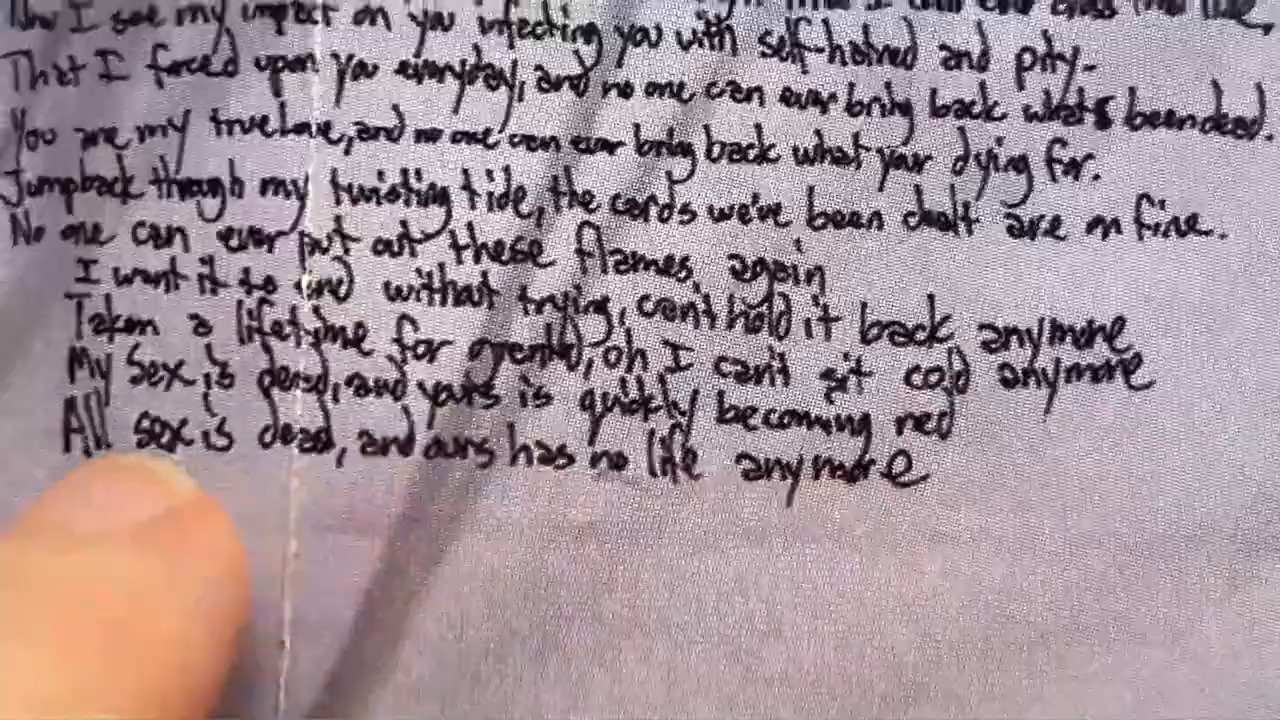 Now I see my impact on you infecting you with self-hatred and pity.
That I forced upon you everyday, and no one can ever bring back whats been dead.
You are my true love, and no one can ever bring back what your dying for.
Jump back through my twisting tide, the cards we've been dealt are on fire.
No one can ever put out these flames again
I want it to end without trying, can't hold it back anymore
Taken a lifetime for , oh I can't sit cold anymore
My sex is dead, and yours is quickly becoming red
All sex is dead, and ours has no life anymore